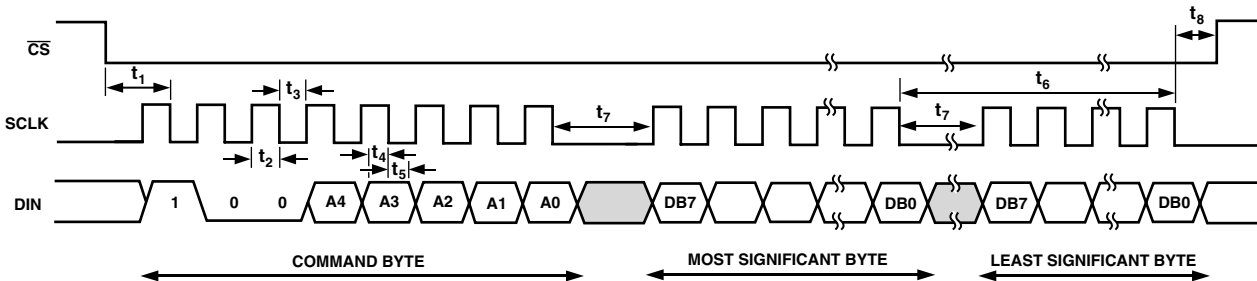 t8
CS
t1
t3
t6
SCLK
t7
t7
t2
t4
t5
DIN
1 0 0 A4 A3 A2 A1 A0 DB7 DB0 DB7 DB0
COMMAND BYTE MOST SIGNIFICANT BYTE LEAST SIGNIFICANT BYTE